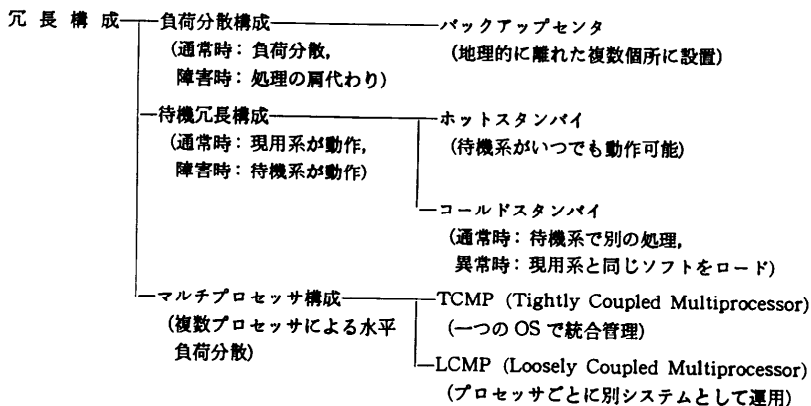 冗長構成
負荷分散構成
バックアップセンタ
(通常時：負荷分散,
(地理的に離れた複数個所に設置)
障害時：処理の肩代わり)
待機冗長構成
ホットスタンバイ
(通常時：現用系が動作,
(待機系がいつでも動作可能)
障害時：待機系が動作)
コールドスタンバイ
(通常時：待機系で別の処理,
異常時：現用系と同じソフトをロード)
マルチプロセッサ構成
TCMP (Tightly Coupled Multiprocessor)
(複数プロセッサによる水平
(一つの OS で統合管理)
負荷分散)
LCMP (Loosely Coupled Multiprocessor)
(プロセッサごとに別システムとして運用)